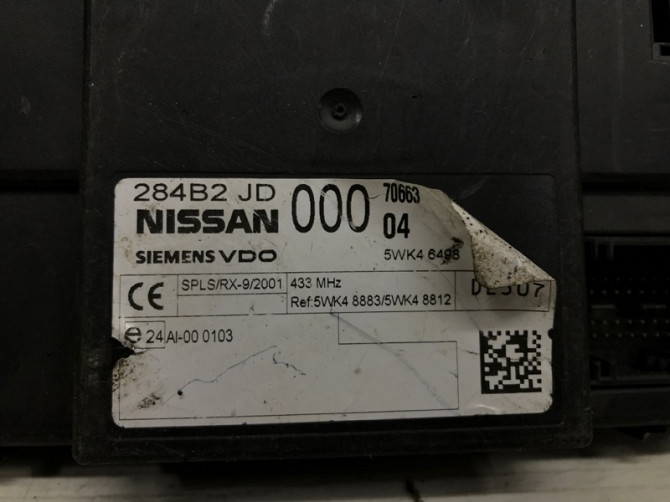 284B2 JD 000 70663
NISSAN 04
SIEMENS VDO 5WK4 6498
CE SPLS/RX-9/2001 433 MHz
Ref:5WK4 8883/5WK4 8812
e 24 AI-00 0103